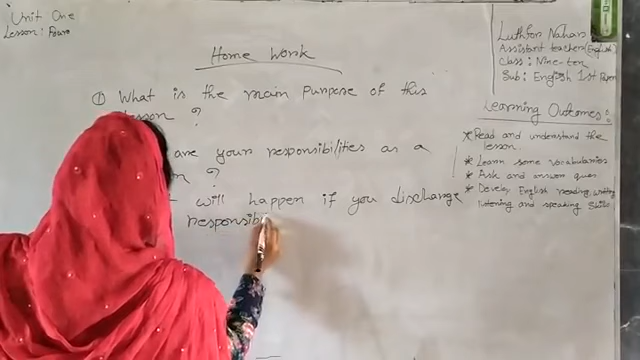 Unit One
Lesson: Four
Home Work
① What is the main purpose of this
lesson ?
are your responsibilities as a
?
will happen if you discharge
responsib
Luthfor Nahar
Assistant teacher (English)
Class: Nine-ten
Sub: English 1st Paper
Learning Outcomes:
* Read and understand the
lesson.
* Learn some vocabularies
* Ask and answer ques
* Develop English reading, writing
listening and speaking skills